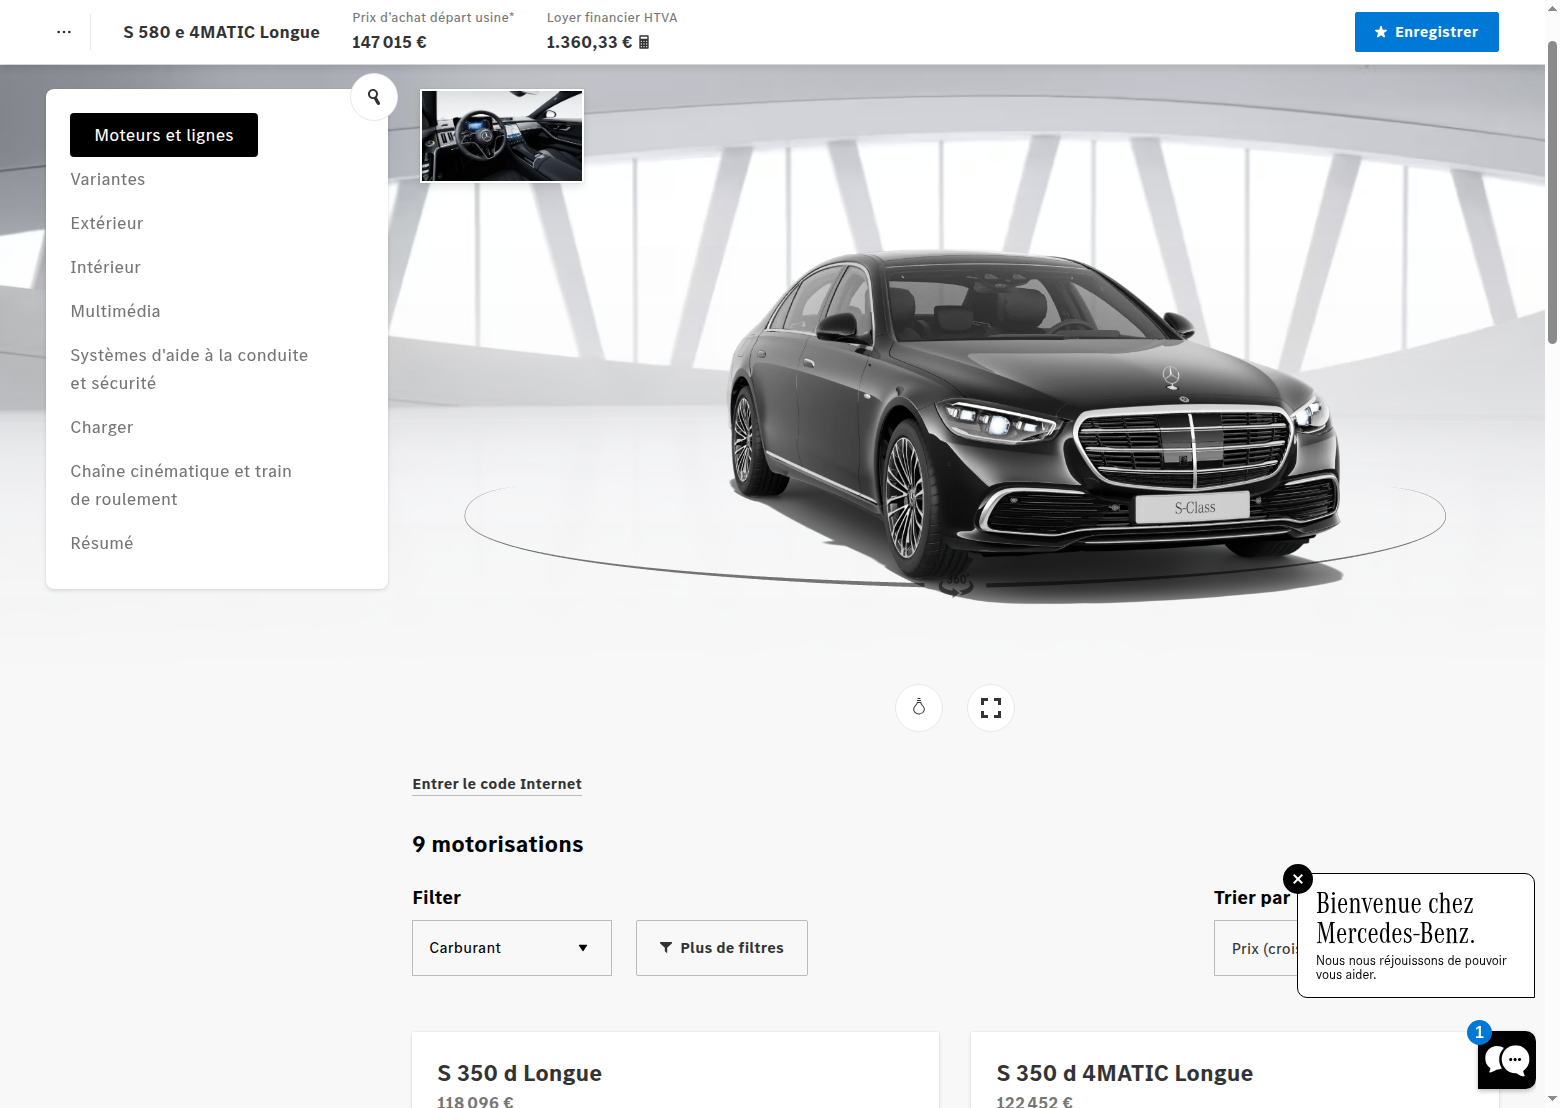 S 580 e 4MATIC Longue
Prix d'achat départ usine*
147 015 €
Loyer financier HTVA
1.360,33 €
Enregistrer
Moteurs et lignes
Variantes
Extérieur
Intérieur
Multimédia
Systèmes d'aide à la conduite
et sécurité
Charger
Chaîne cinématique et train
de roulement
Résumé
S-Class
360°
Entrer le code Internet
9 motorisations
Filter
Trier par
Carburant
Plus de filtres
Prix (crois
Bienvenue chez
Mercedes-Benz.
Nous nous réjouissons de pouvoir
vous aider.
1
S 350 d Longue
118 096 €
S 350 d 4MATIC Longue
122 452 €